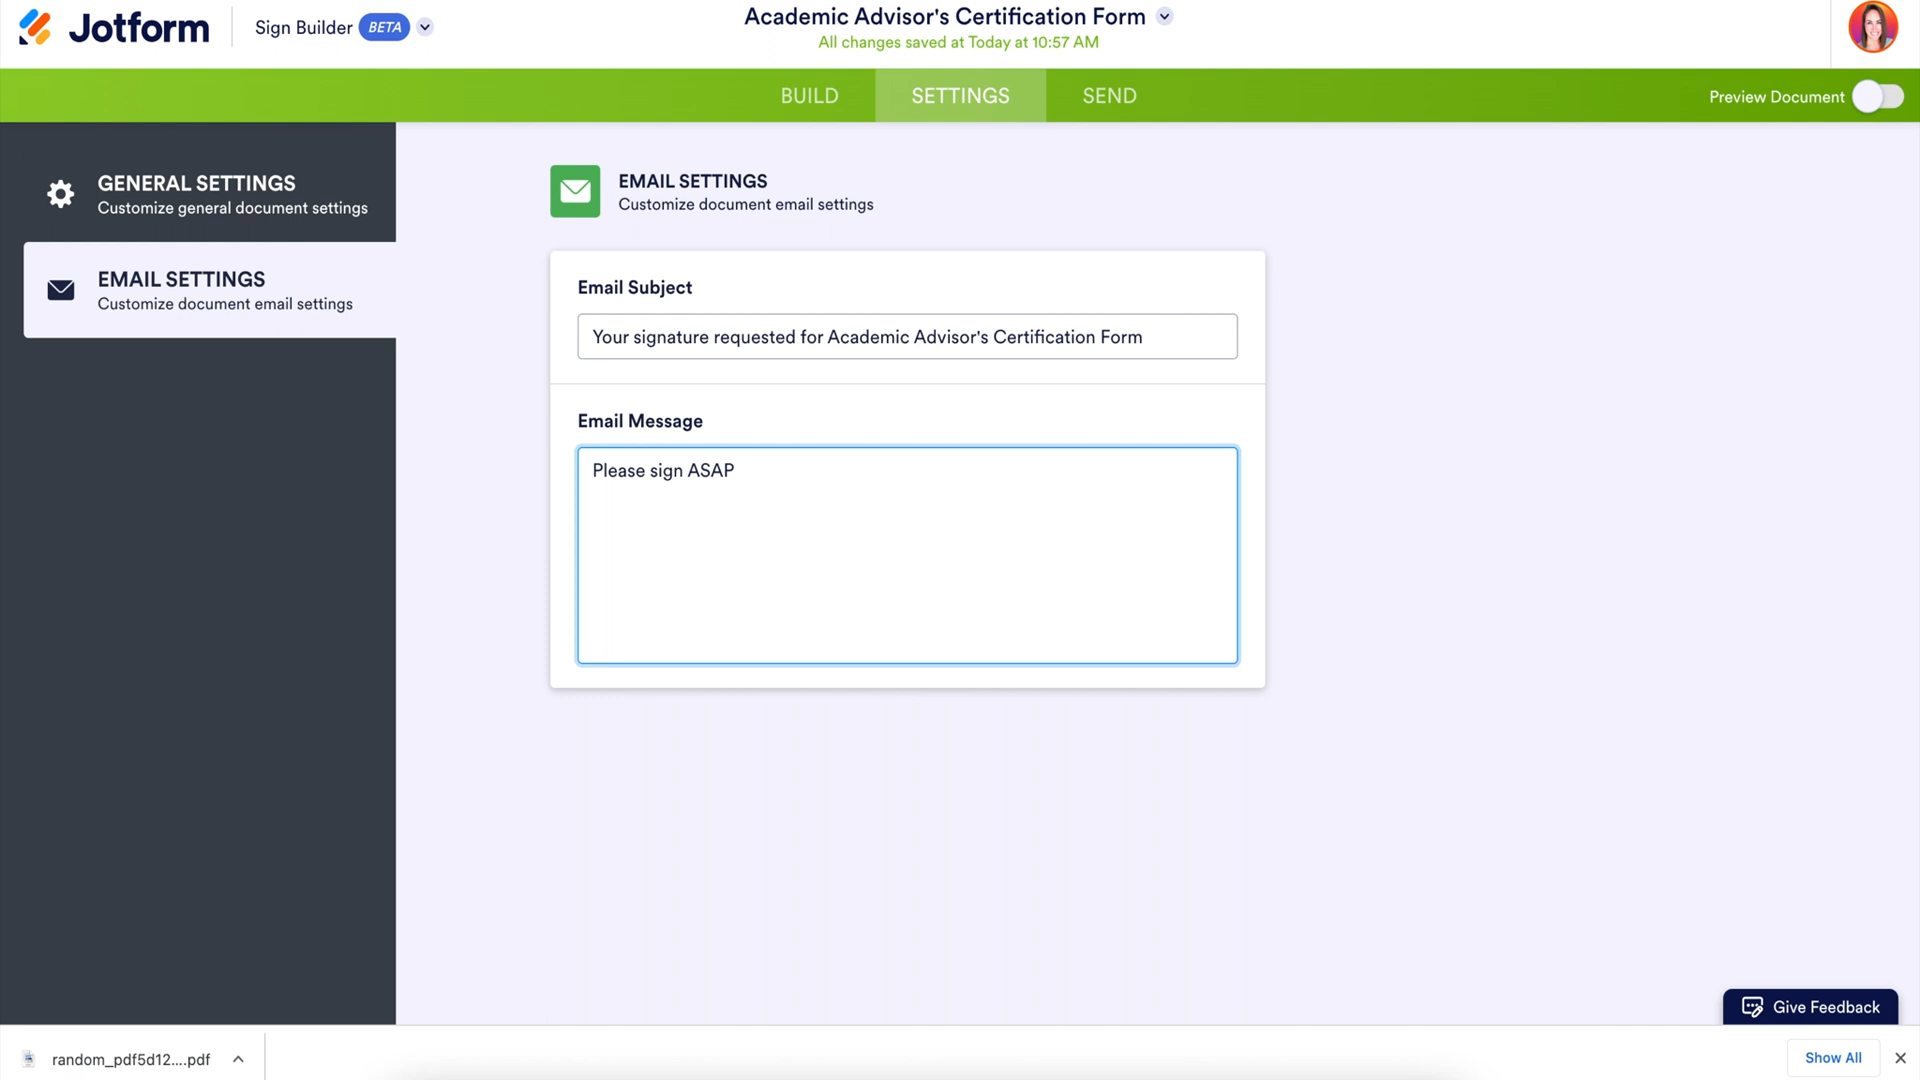 Jotform
Sign Builder BETA
Academic Advisor's Certification Form
All changes saved at Today at 10:57 AM
BUILD
SETTINGS
SEND
Preview Document
GENERAL SETTINGS
Customize general document settings
EMAIL SETTINGS
Customize document email settings
EMAIL SETTINGS
Customize document email settings
Email Subject
Your signature requested for Academic Advisor's Certification Form
Email Message
Please sign ASAP
Give Feedback
random_pdf5d12....pdf
Show All